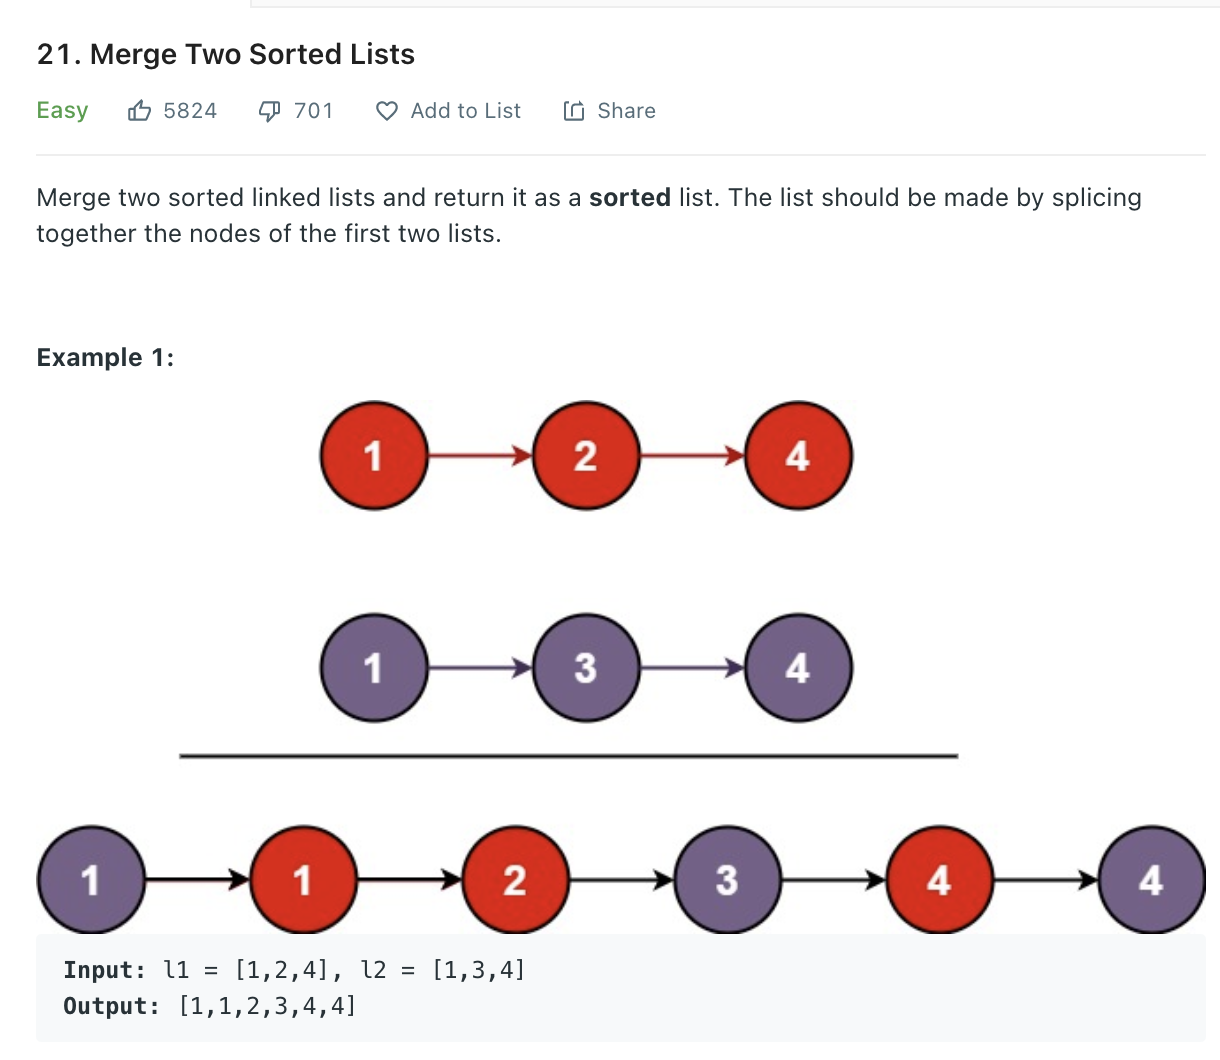 21. Merge Two Sorted Lists
Easy 5824 701 Add to List Share
Merge two sorted linked lists and return it as a sorted list. The list should be made by splicing
together the nodes of the first two lists.
Example 1:
1 2 4
1 3 4
1 1 2 3 4 4
Input: l1 = [1,2,4], l2 = [1,3,4]
Output: [1,1,2,3,4,4]